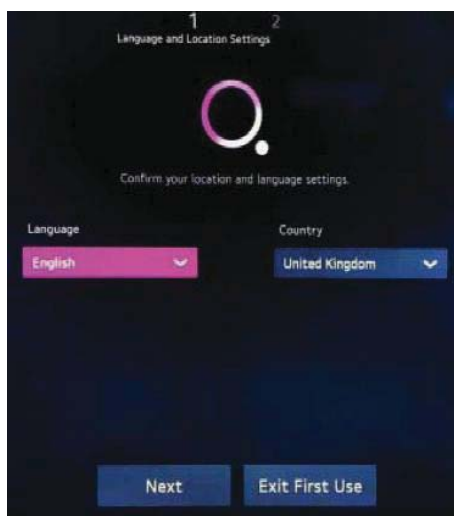 1 2
Language and Location Settings
Confirm your location and language settings.
Language Country
English United Kingdom
Next Exit First Use